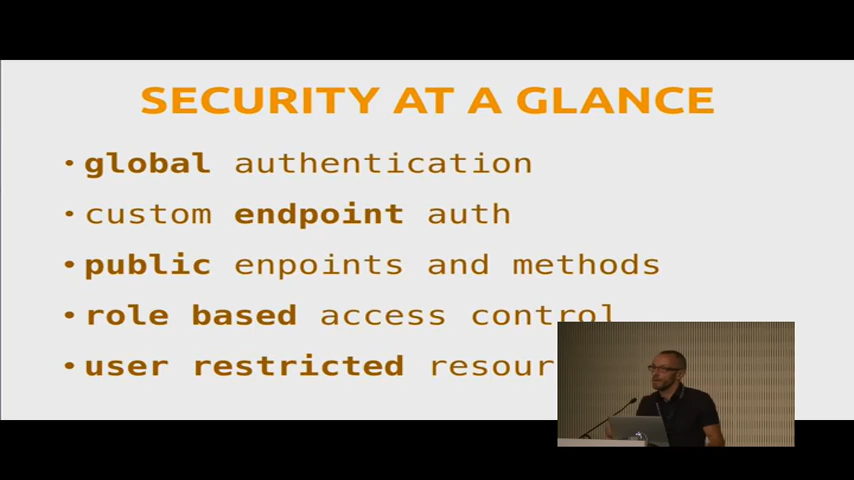 SECURITY AT A GLANCE
• global authentication
• custom endpoint auth
• public enpoints and methods
• role based access control
• user restricted